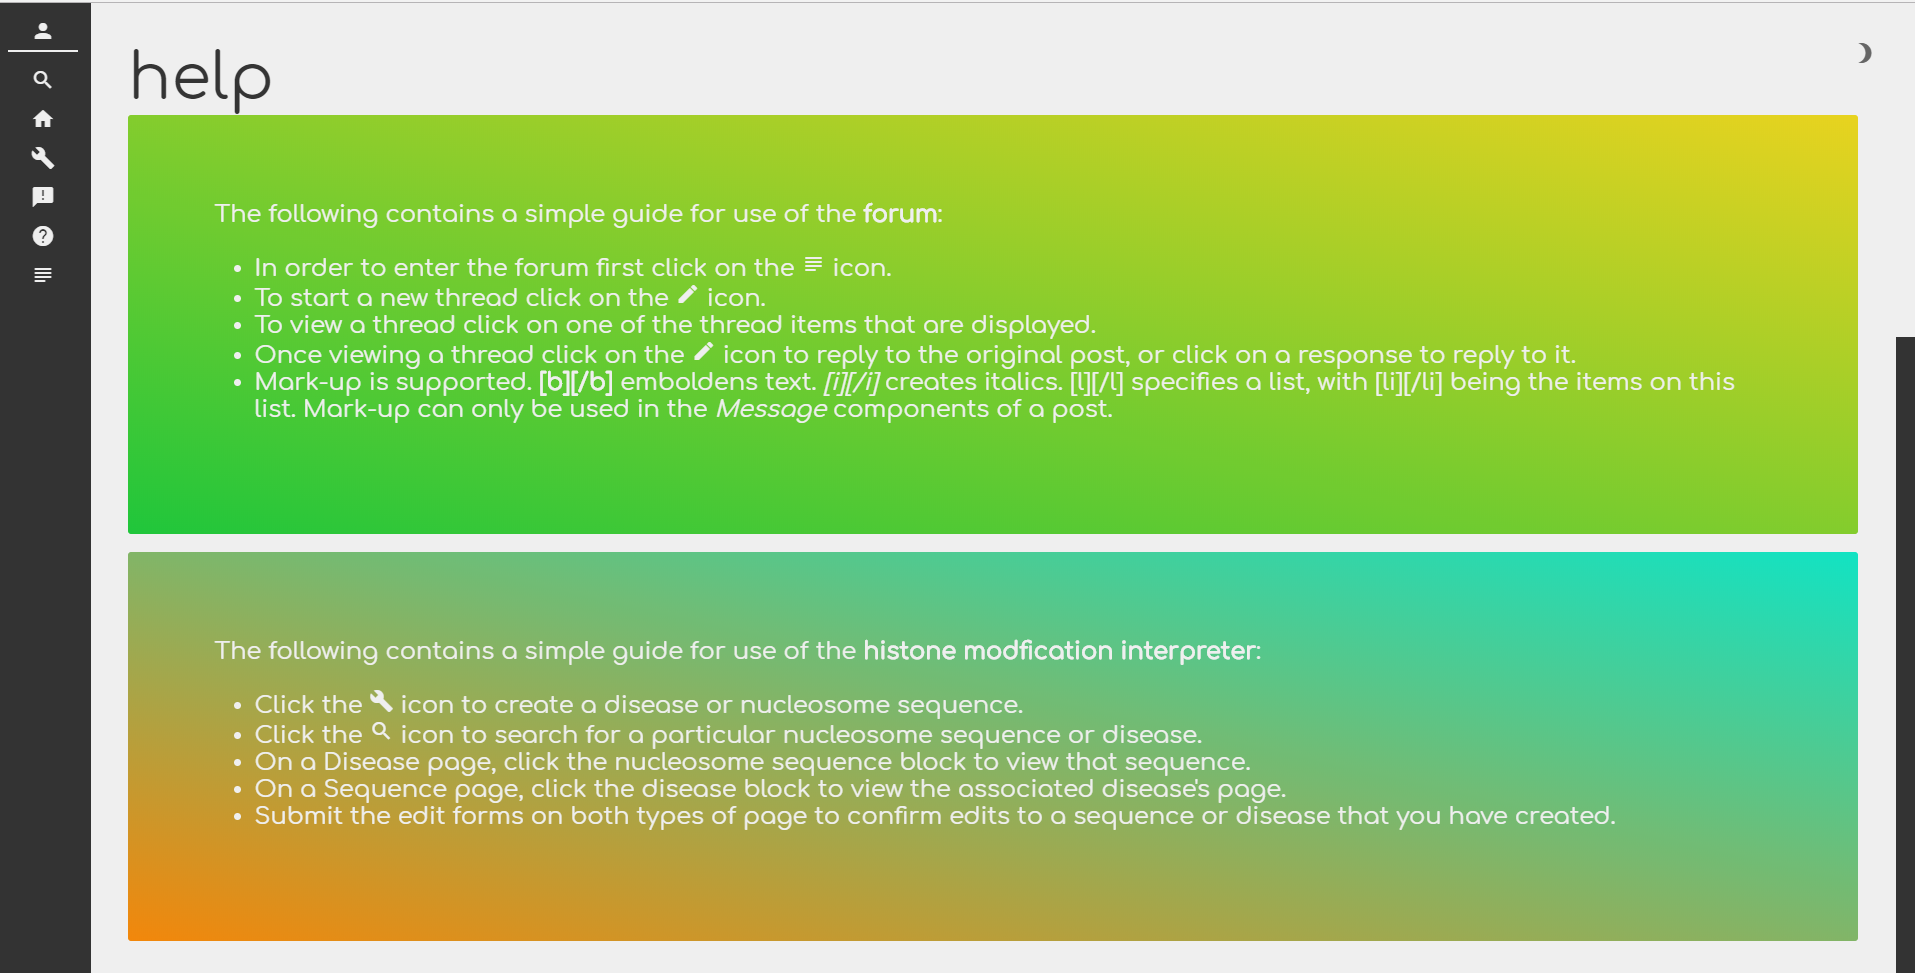 help
The following contains a simple guide for use of the forum:
• In order to enter the forum first click on the icon.
• To start a new thread click on the icon.
• To view a thread click on one of the thread items that are displayed.
• Once viewing a thread click on the icon to reply to the original post, or click on a response to reply to it.
• Mark-up is supported. [b][/b] emboldens text. [i][/i] creates italics. [l][/l] specifies a list, with [li][/li] being the items on this
list. Mark-up can only be used in the Message components of a post.
The following contains a simple guide for use of the histone modfication interpreter:
• Click the icon to create a disease or nucleosome sequence.
• Click the icon to search for a particular nucleosome sequence or disease.
• On a Disease page, click the nucleosome sequence block to view that sequence.
• On a Sequence page, click the disease block to view the associated disease's page.
• Submit the edit forms on both types of page to confirm edits to a sequence or disease that you have created.